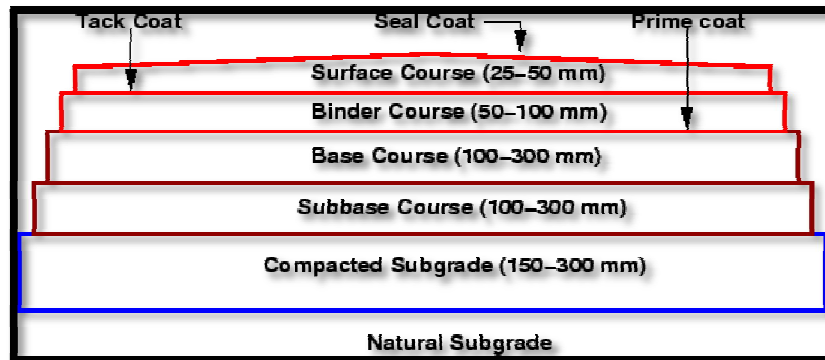 Tack Coat Seal Coat Prime coat
Surface Course (25–50 mm)
Binder Course (50–100 mm)
Base Course (100–300 mm)
Subbase Course (100–300 mm)
Compacted Subgrade (150–300 mm)
Natural Subgrade